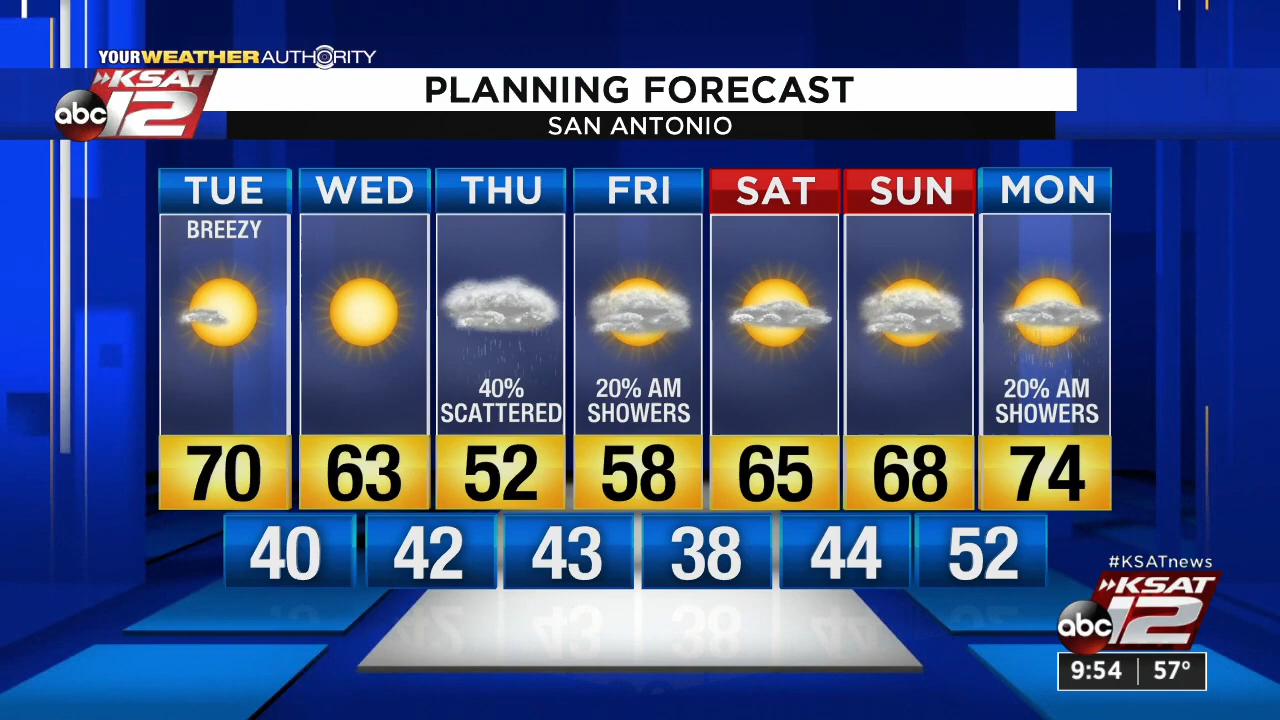 YOURWEATHERAUTHORITY
KSAT
abc 12
PLANNING FORECAST
SAN ANTONIO
TUE WED THU FRI SAT SUN MON
BREEZY
40% 20% AM 20% AM
SCATTERED SHOWERS SHOWERS
70 63 52 58 65 68 74
40 42 43 38 44 52
#KSATnews
KSAT
abc 12
9:54 57°